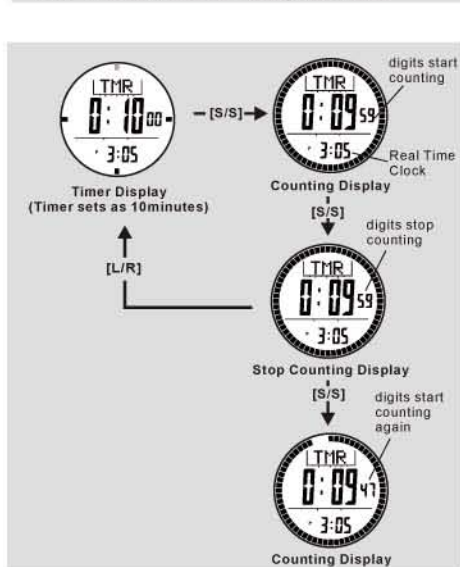 TMR
0:10 00
3:05
Timer Display
(Timer sets as 10minutes)
[S/S]
digits start
counting
TMR
0:09 59
3:05
Real Time
Clock
Counting Display
[S/S]
digits stop
counting
TMR
0:09 59
3:05
Stop Counting Display
[L/R]
[S/S]
digits start
counting
again
TMR
0:09 47
3:05
Counting Display